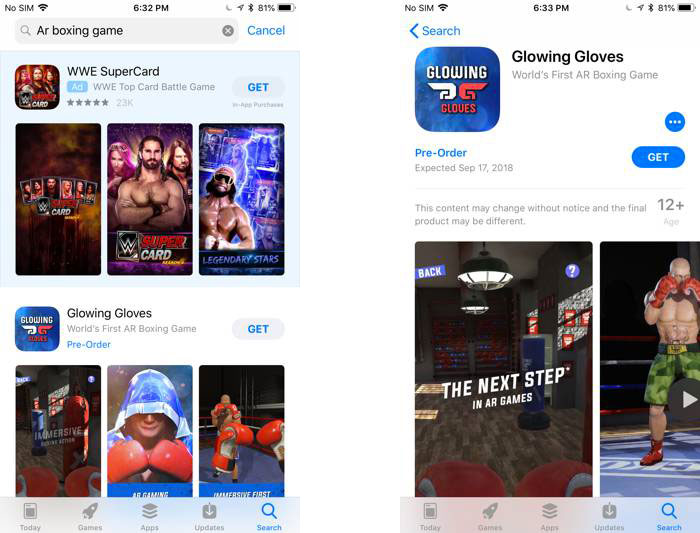 No SIM 6:32 PM 81%
Ar boxing game
Cancel
WWE SuperCard
Ad WWE Top Card Battle Game
23K
GET
In-App Purchases
SUPER
CARD
W SUPER
CARD
LEGENDARY STARS
Glowing Gloves
World's First AR Boxing Game
Pre-Order
GET
GLOWING
GLOVES
IMMERSIVE
BOXING ACTION
AR GAMING
IMMERSIVE FIRST
Today Games Apps Updates Search
No SIM 6:33 PM 81%
Search
GLOWING
GLOVES
Glowing Gloves
World's First AR Boxing Game
Pre-Order
Expected Sep 17, 2018
GET
This content may change without notice and the final
product may be different.
12+
Age
BACK
?
THE NEXT STEP*
IN AR GAMES
Today Games Apps Updates Search